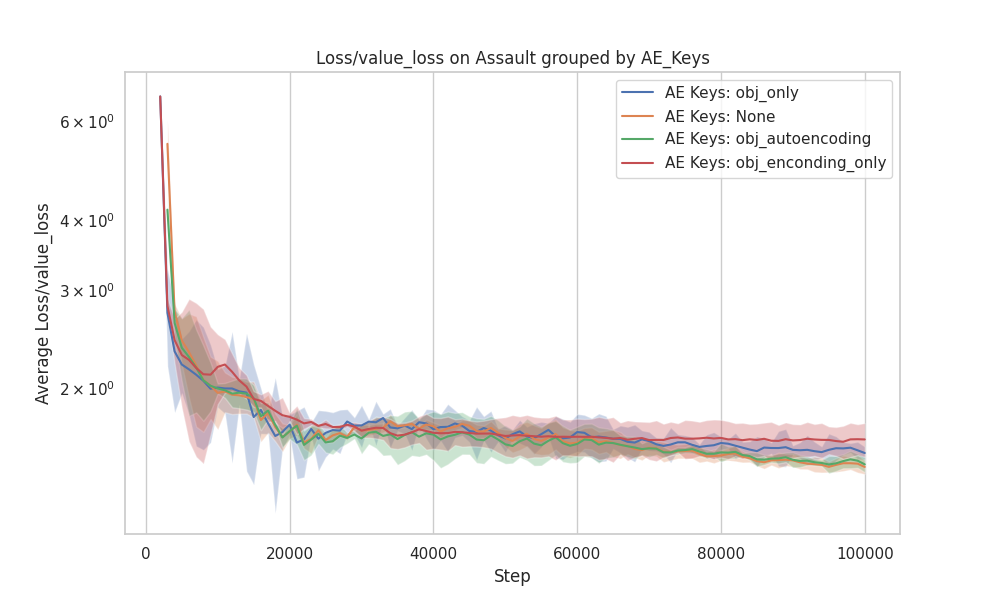 Loss/value_loss on Assault grouped by AE_Keys
AE Keys: obj_only
AE Keys: None
AE Keys: obj_autoencoding
AE Keys: obj_enconding_only
Average Loss/value_loss
6 × 10⁰
4 × 10⁰
3 × 10⁰
2 × 10⁰
0
20000
40000
60000
80000
100000
Step